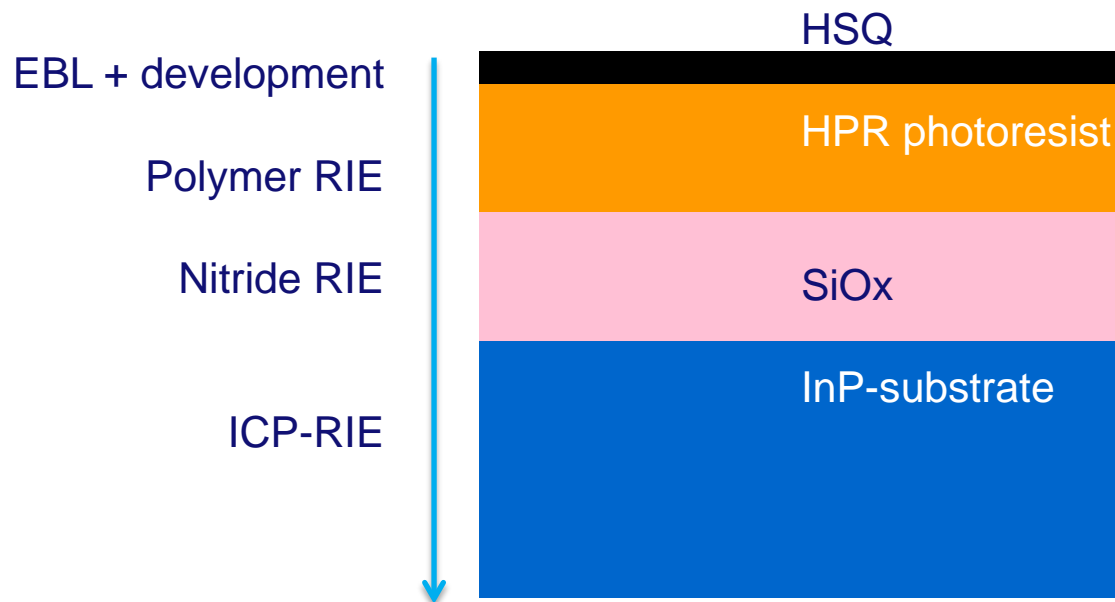 HSQ
EBL + development
HPR photoresist
Polymer RIE
Nitride RIE
SiOx
InP-substrate
ICP-RIE